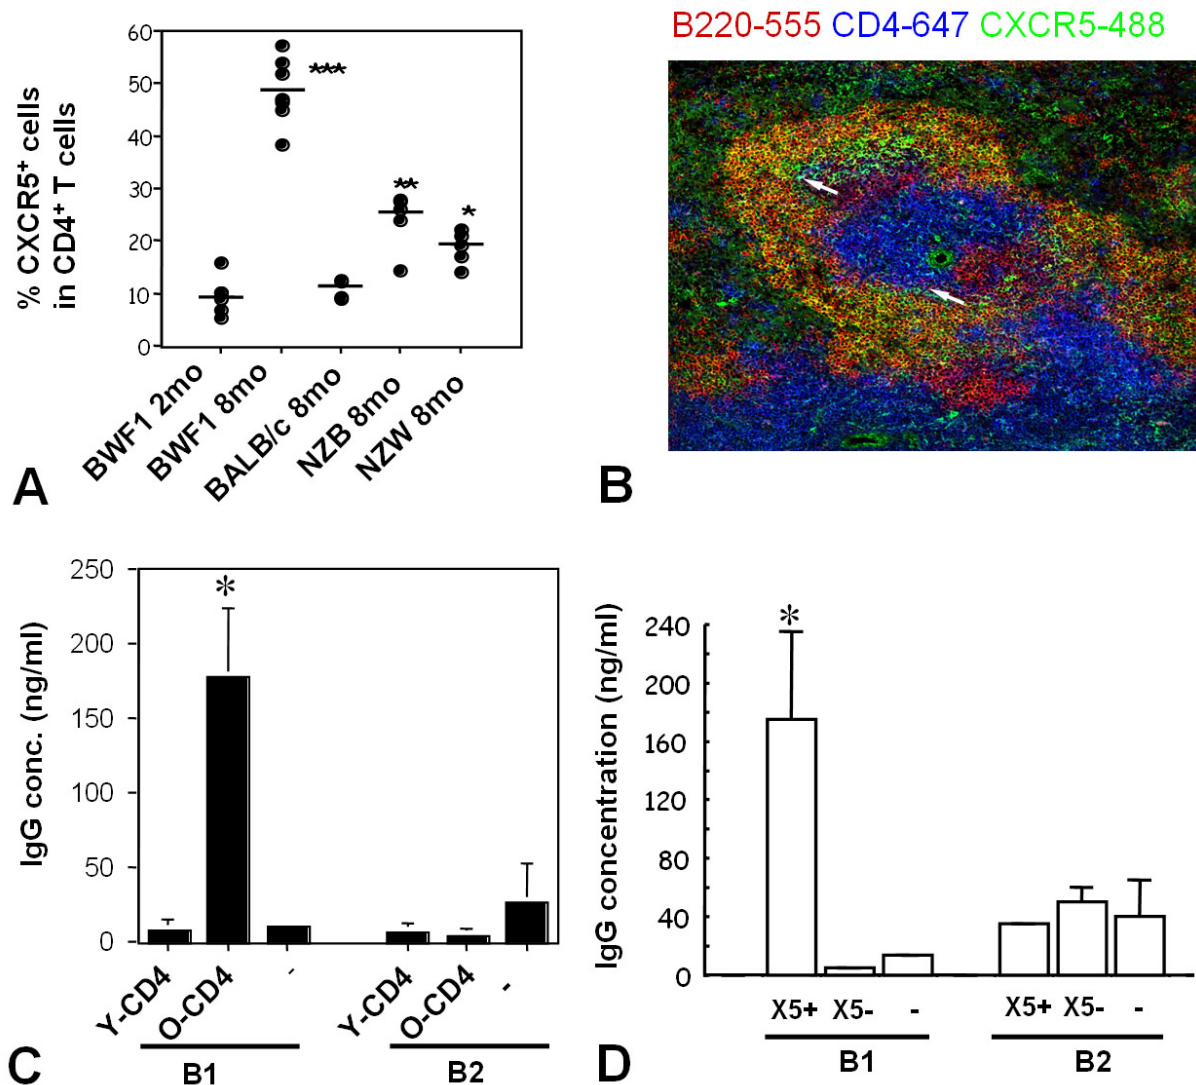 60
50
40
30
20
10
0
% CXCR5+ cells
in CD4+ T cells
***
**
*
BWF1 2mo
BWF1 8mo
BALB/c 8mo
NZB 8mo
NZW 8mo
A
B220-555 CD4-647 CXCR5-488
B
250
200
150
100
50
0
IgG conc. (ng/ml)
*
Y-CD4
O-CD4
-
Y-CD4
O-CD4
-
B1
B2
C
240
200
160
120
80
40
0
IgG concentration (ng/ml)
*
X5+ X5- -
X5+ X5- -
B1
B2
D